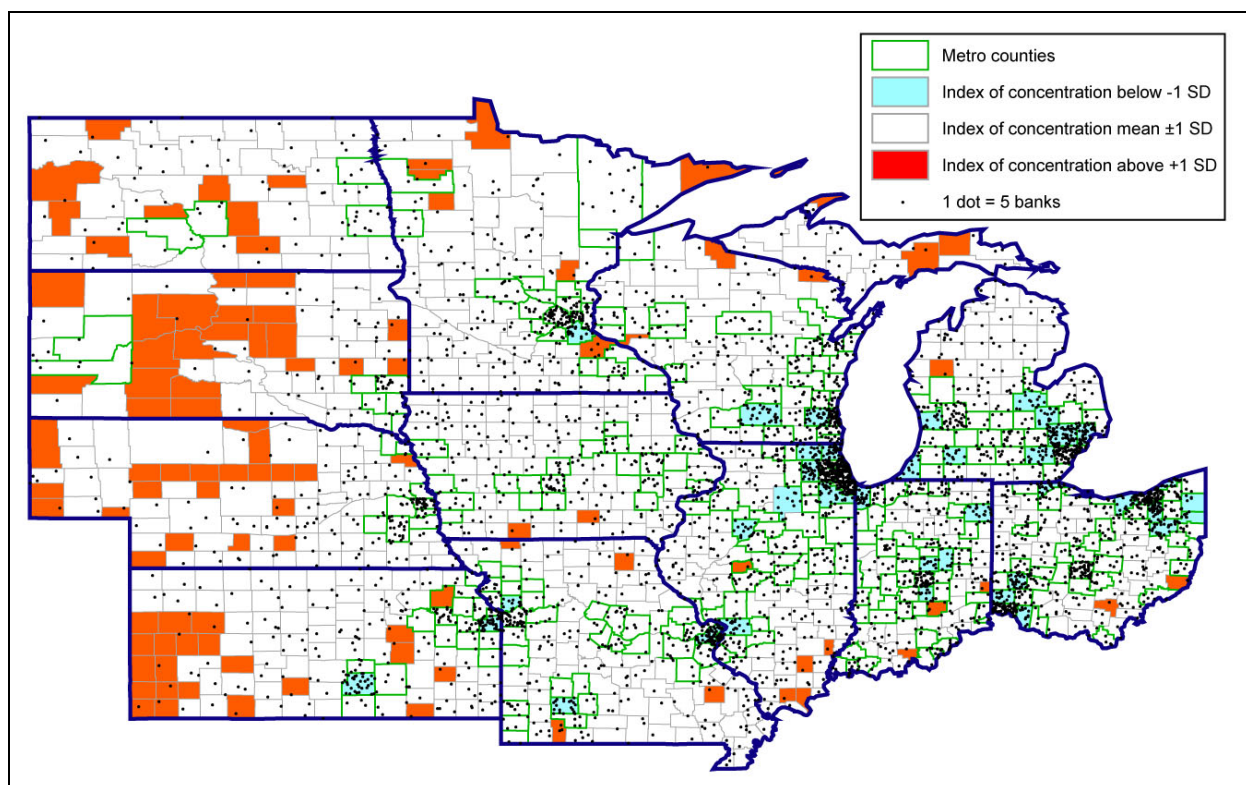 Metro counties
Index of concentration below -1 SD
Index of concentration mean ±1 SD
Index of concentration above +1 SD
1 dot = 5 banks